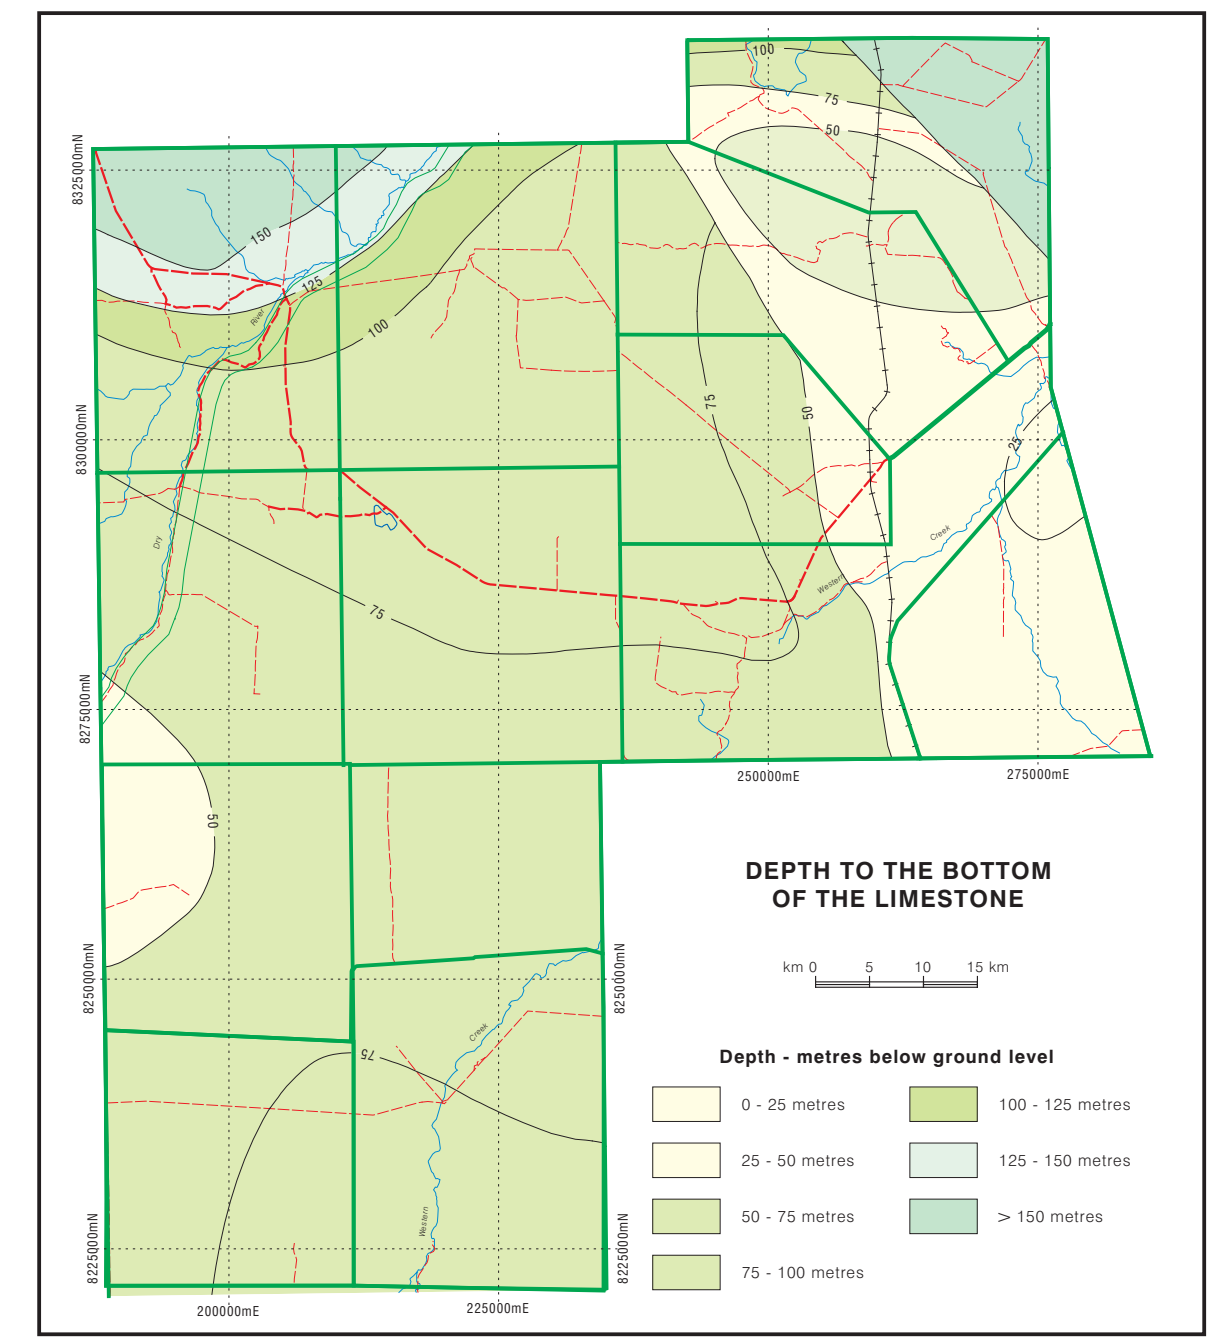 100
75
50
8325000mN
150
125
River
100
75
50
8300000mN
25
Dry
Creek
Western
75
8275000mN
250000mE
275000mE
50
DEPTH TO THE BOTTOM
OF THE LIMESTONE
km 0 5 10 15 km
8250000mN
8250000mN
Creek
75
Depth - metres below ground level
0 - 25 metres
25 - 50 metres
50 - 75 metres
75 - 100 metres
100 - 125 metres
125 - 150 metres
> 150 metres
Western
8225000mN
8225000mN
200000mE
225000mE